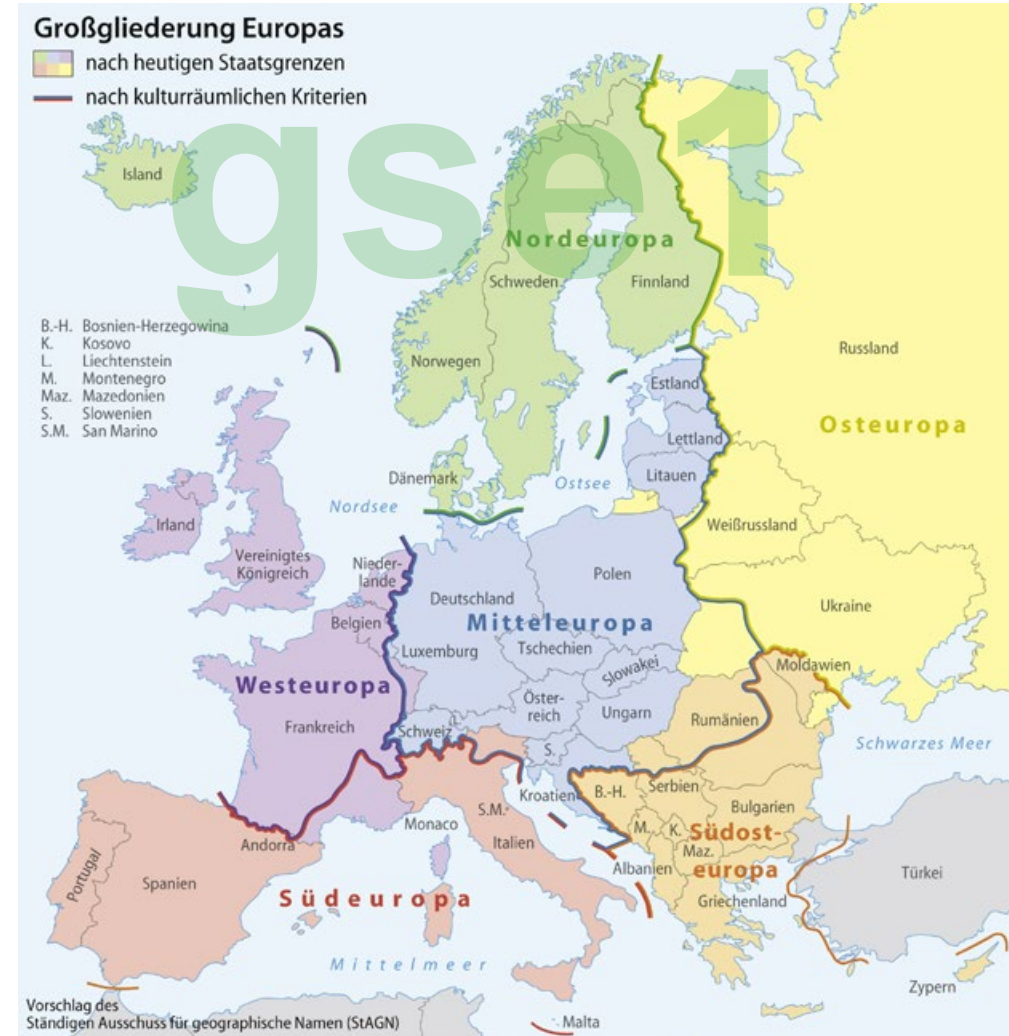 Großgliederung Europas
nach heutigen Staatsgrenzen
nach kulturräumlichen Kriterien
gse1
Island
Nordeuropa
Schweden
Finnland
B.-H. Bosnien-Herzegowina
K. Kosovo
L. Liechtenstein
M. Montenegro
Maz. Mazedonien
S. Slowenien
S.M. San Marino
Norwegen
Russland
Estland
Osteuropa
Lettland
Litauen
Dänemark
Nordsee
Ostsee
Irland
Weißrussland
Vereinigtes
Königreich
Nieder-
lande
Polen
Deutschland
Ukraine
Belgien
Mitteleuropa
Luxemburg
Tschechien
Slowakei
Moldawien
Westeuropa
Öster-
reich
Ungarn
Rumänien
Frankreich
Schweiz
Schwarzes Meer
S.
Kroatien
B.-H.
Serbien
S.M.
Bulgarien
Monaco
M.
K.
Südost-
europa
Andorra
Italien
Maz.
Albanien
Türkei
Portugal
Spanien
Südeuropa
Griechenland
Mittelmeer
Zypern
Vorschlag des
Ständigen Ausschuss für geographische Namen (StAGN)
Malta